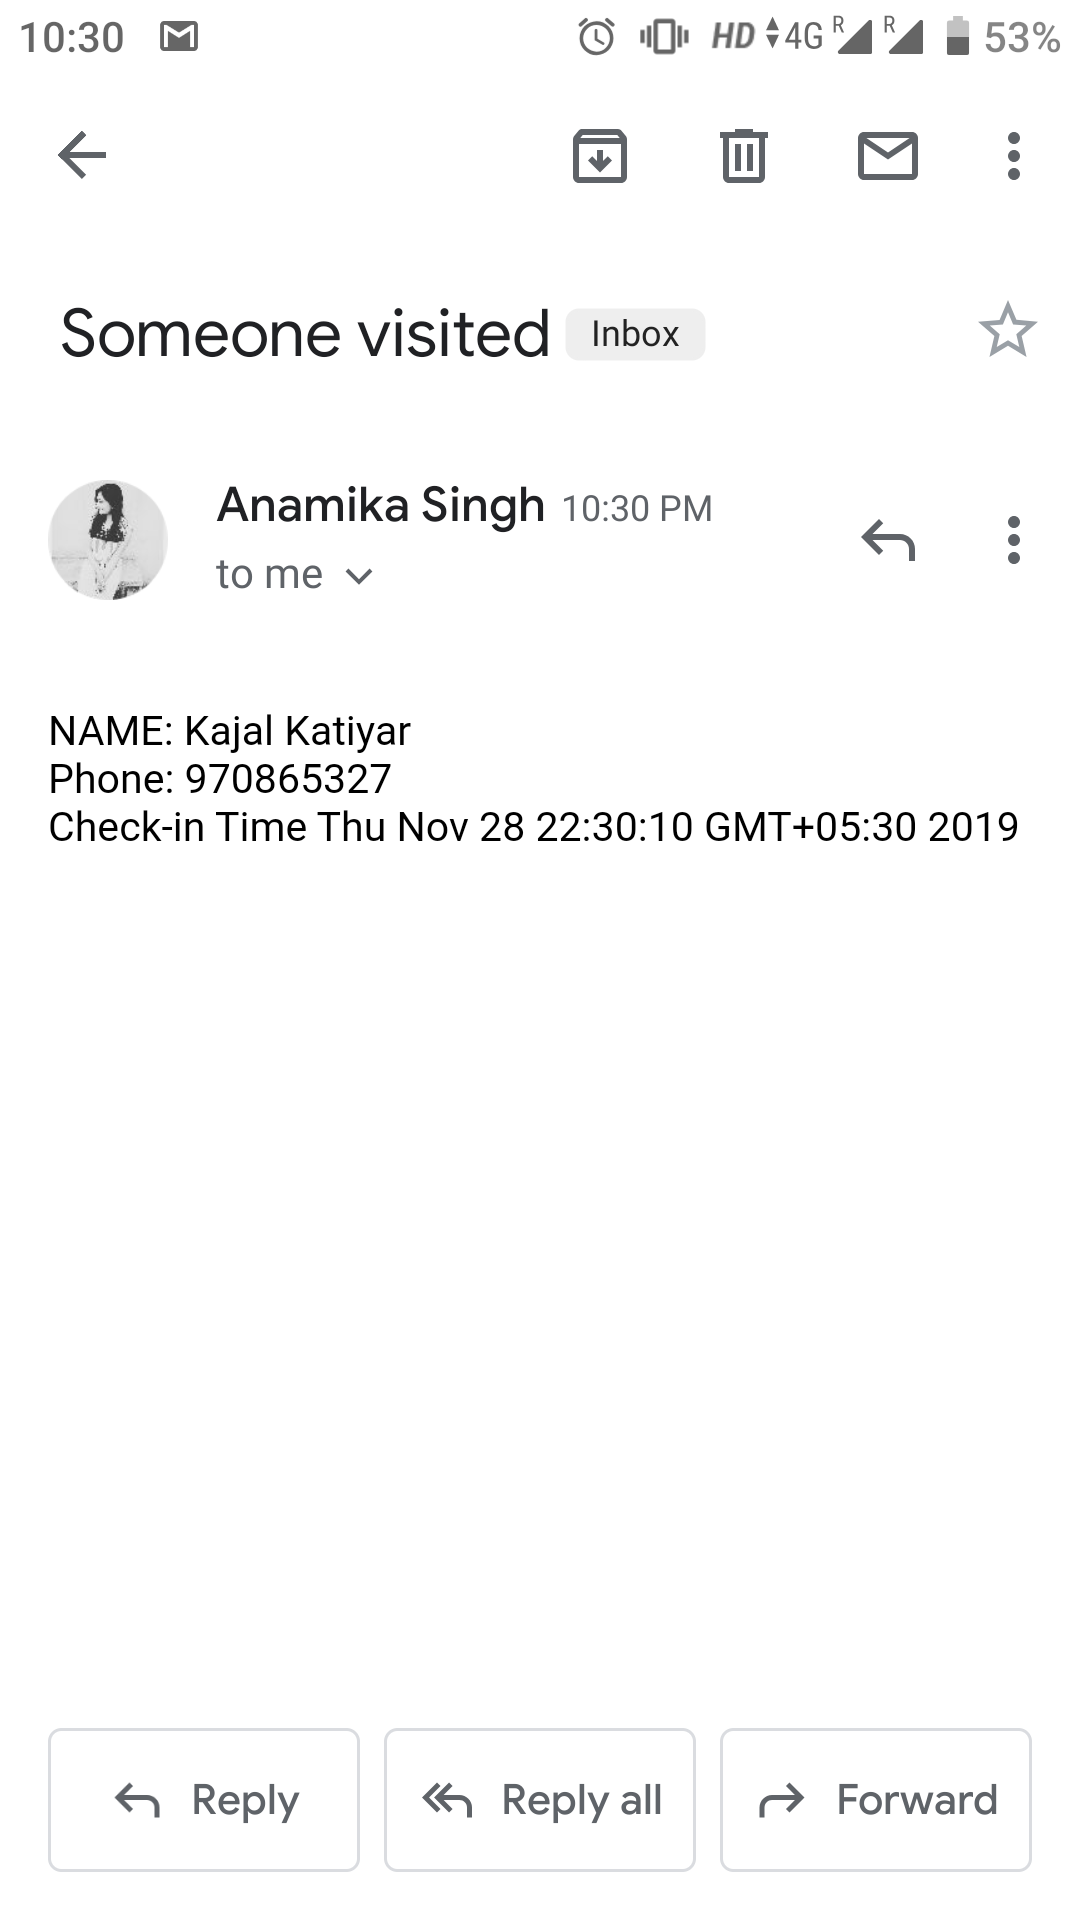 10:30 HD 4G R R 53%
Someone visited Inbox
Anamika Singh 10:30 PM
to me
NAME: Kajal Katiyar
Phone: 970865327
Check-in Time Thu Nov 28 22:30:10 GMT+05:30 2019
Reply Reply all Forward